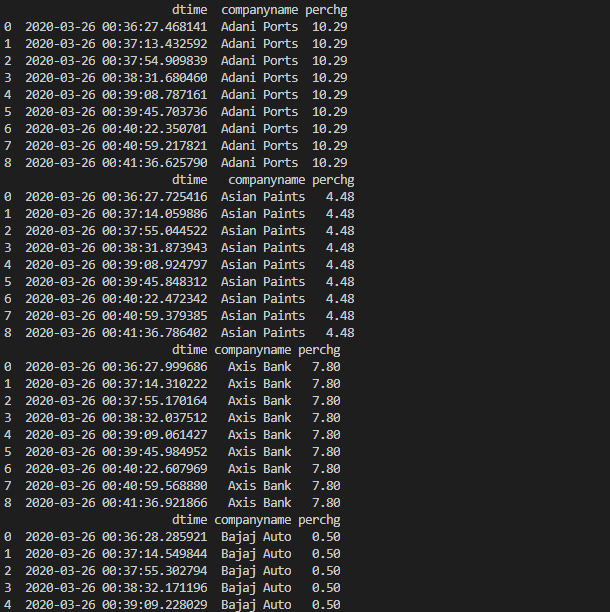 dtime companyname perchg
0 2020-03-26 00:36:27.468141 Adani Ports 10.29
1 2020-03-26 00:37:13.432592 Adani Ports 10.29
2 2020-03-26 00:37:54.909839 Adani Ports 10.29
3 2020-03-26 00:38:31.680460 Adani Ports 10.29
4 2020-03-26 00:39:08.787161 Adani Ports 10.29
5 2020-03-26 00:39:45.703736 Adani Ports 10.29
6 2020-03-26 00:40:22.350701 Adani Ports 10.29
7 2020-03-26 00:40:59.217821 Adani Ports 10.29
8 2020-03-26 00:41:36.625790 Adani Ports 10.29
dtime companyname perchg
0 2020-03-26 00:36:27.725416 Asian Paints 4.48
1 2020-03-26 00:37:14.059886 Asian Paints 4.48
2 2020-03-26 00:37:55.044522 Asian Paints 4.48
3 2020-03-26 00:38:31.873943 Asian Paints 4.48
4 2020-03-26 00:39:08.924797 Asian Paints 4.48
5 2020-03-26 00:39:45.848312 Asian Paints 4.48
6 2020-03-26 00:40:22.472342 Asian Paints 4.48
7 2020-03-26 00:40:59.379385 Asian Paints 4.48
8 2020-03-26 00:41:36.786402 Asian Paints 4.48
dtime companyname perchg
0 2020-03-26 00:36:27.999686 Axis Bank 7.80
1 2020-03-26 00:37:14.310222 Axis Bank 7.80
2 2020-03-26 00:37:55.170164 Axis Bank 7.80
3 2020-03-26 00:38:32.037512 Axis Bank 7.80
4 2020-03-26 00:39:09.061427 Axis Bank 7.80
5 2020-03-26 00:39:45.984952 Axis Bank 7.80
6 2020-03-26 00:40:22.607969 Axis Bank 7.80
7 2020-03-26 00:40:59.568880 Axis Bank 7.80
8 2020-03-26 00:41:36.921866 Axis Bank 7.80
dtime companyname perchg
0 2020-03-26 00:36:28.285921 Bajaj Auto 0.50
1 2020-03-26 00:37:14.549844 Bajaj Auto 0.50
2 2020-03-26 00:37:55.302794 Bajaj Auto 0.50
3 2020-03-26 00:38:32.171196 Bajaj Auto 0.50
4 2020-03-26 00:39:09.228029 Bajaj Auto 0.50